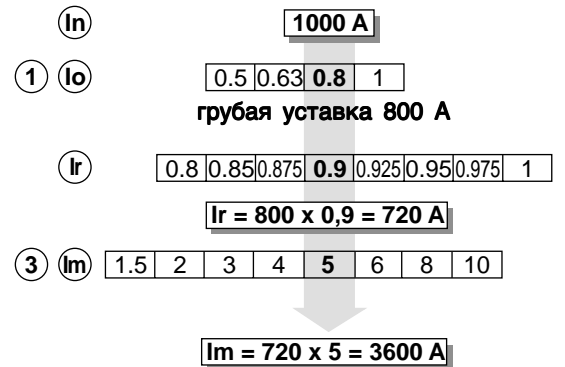 In 1000 A
1 Io 0.5 0.63 0.8 1
грубая уставка 800 А
Ir 0.8 0.85 0.875 0.9 0.925 0.95 0.975 1
Ir = 800 x 0,9 = 720 A
3 Im 1.5 2 3 4 5 6 8 10
Im = 720 x 5 = 3600 A